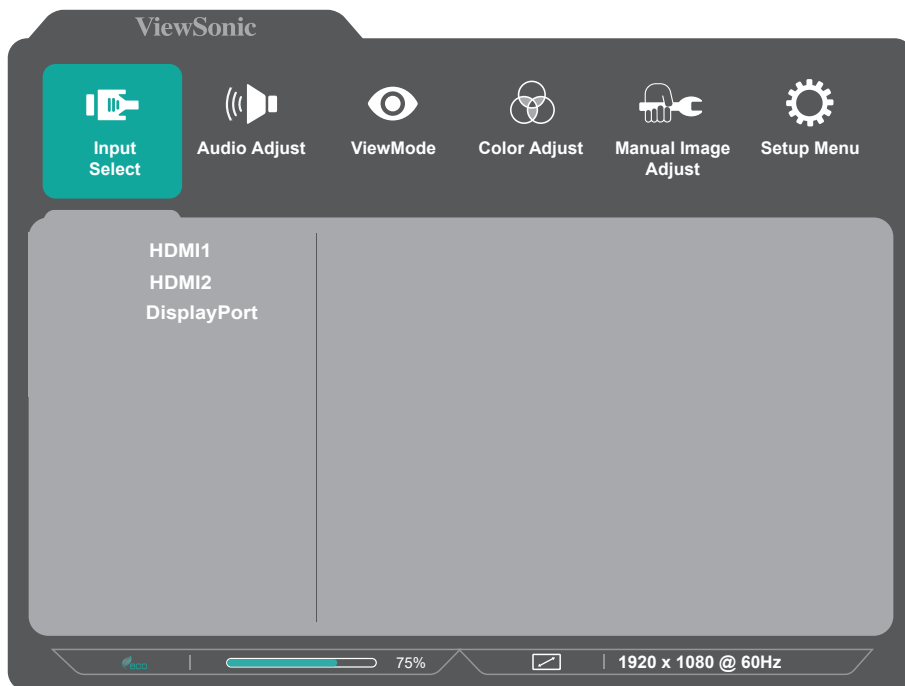 ViewSonic
Input
Select
Audio Adjust
ViewMode
Color Adjust
Manual Image
Adjust
Setup Menu
HDMI1
HDMI2
DisplayPort
eco
75%
1920 x 1080 @ 60Hz